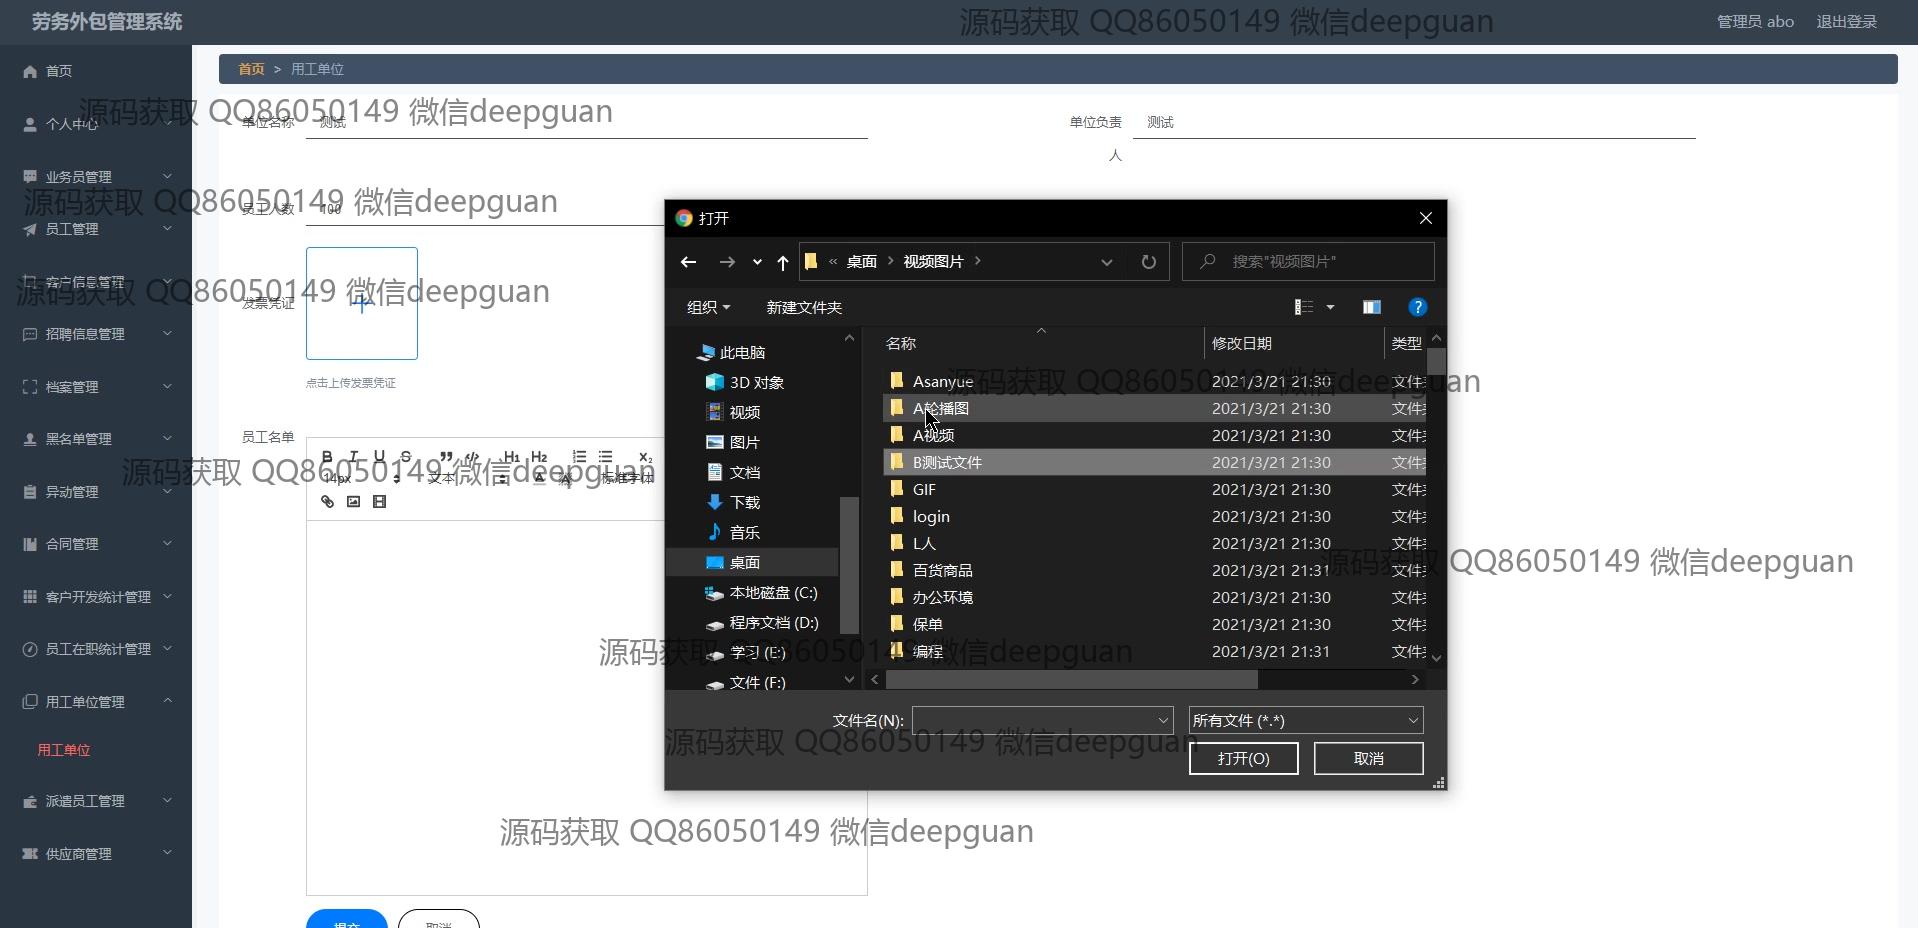 劳务外包管理系统
源码获取 QQ86050149 微信deepguan
管理员 abo
退出登录
首页
首页 > 用工单位
源码获取 QQ86050149 微信deepguan
个人中心
单位名称
测试
单位负责人
测试
业务员管理
源码获取 QQ86050149 微信deepguan
员工人数
100
员工管理
打开
« 桌面 > 视频图片 >
搜索"视频图片"
客户信息管理
源码获取 QQ86050149 微信deepguan
发票凭证
组织
新建文件夹
招聘信息管理
此电脑
名称
修改日期
类型
档案管理
点击上传发票凭证
3D 对象
Asanyue
2021/3/21 21:30
文件
源码获取 QQ86050149 微信deepguan
视频
A轮播图
2021/3/21 21:30
文件
黑名单管理
员工名单
图片
A视频
2021/3/21 21:30
文件
B I U S ” </> H1 H2 X2
文档
B测试文件
2021/3/21 21:30
文件
源码获取 QQ86050149 微信deepguan
14px
文本
标准字体
异动管理
下载
GIF
2021/3/21 21:30
文件
音乐
login
2021/3/21 21:30
文件
合同管理
桌面
L人
2021/3/21 21:30
文件
源码获取 QQ86050149 微信deepguan
本地磁盘 (C:)
百货商品
2021/3/21 21:31
文件
客户开发统计管理
程序文档 (D:)
办公环境
2021/3/21 21:30
文件
保单
2021/3/21 21:30
文件
员工在职统计管理
学习 (E:)
编程
2021/3/21 21:31
文件
源码获取 QQ86050149 微信deepguan
文件 (F:)
用工单位管理
文件名(N):
所有文件 (*.*)
用工单位
源码获取 QQ86050149 微信deepguan
打开(O)
取消
派遣员工管理
源码获取 QQ86050149 微信deepguan
供应商管理
提交
取消